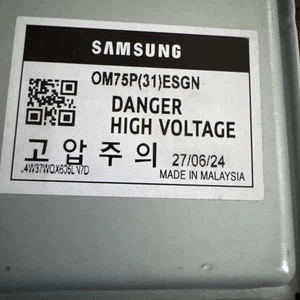 SAMSUNG
OM75P(31)ESGN
DANGER
HIGH VOLTAGE
고 압 주 의 27/06/24
MADE IN MALAYSIA